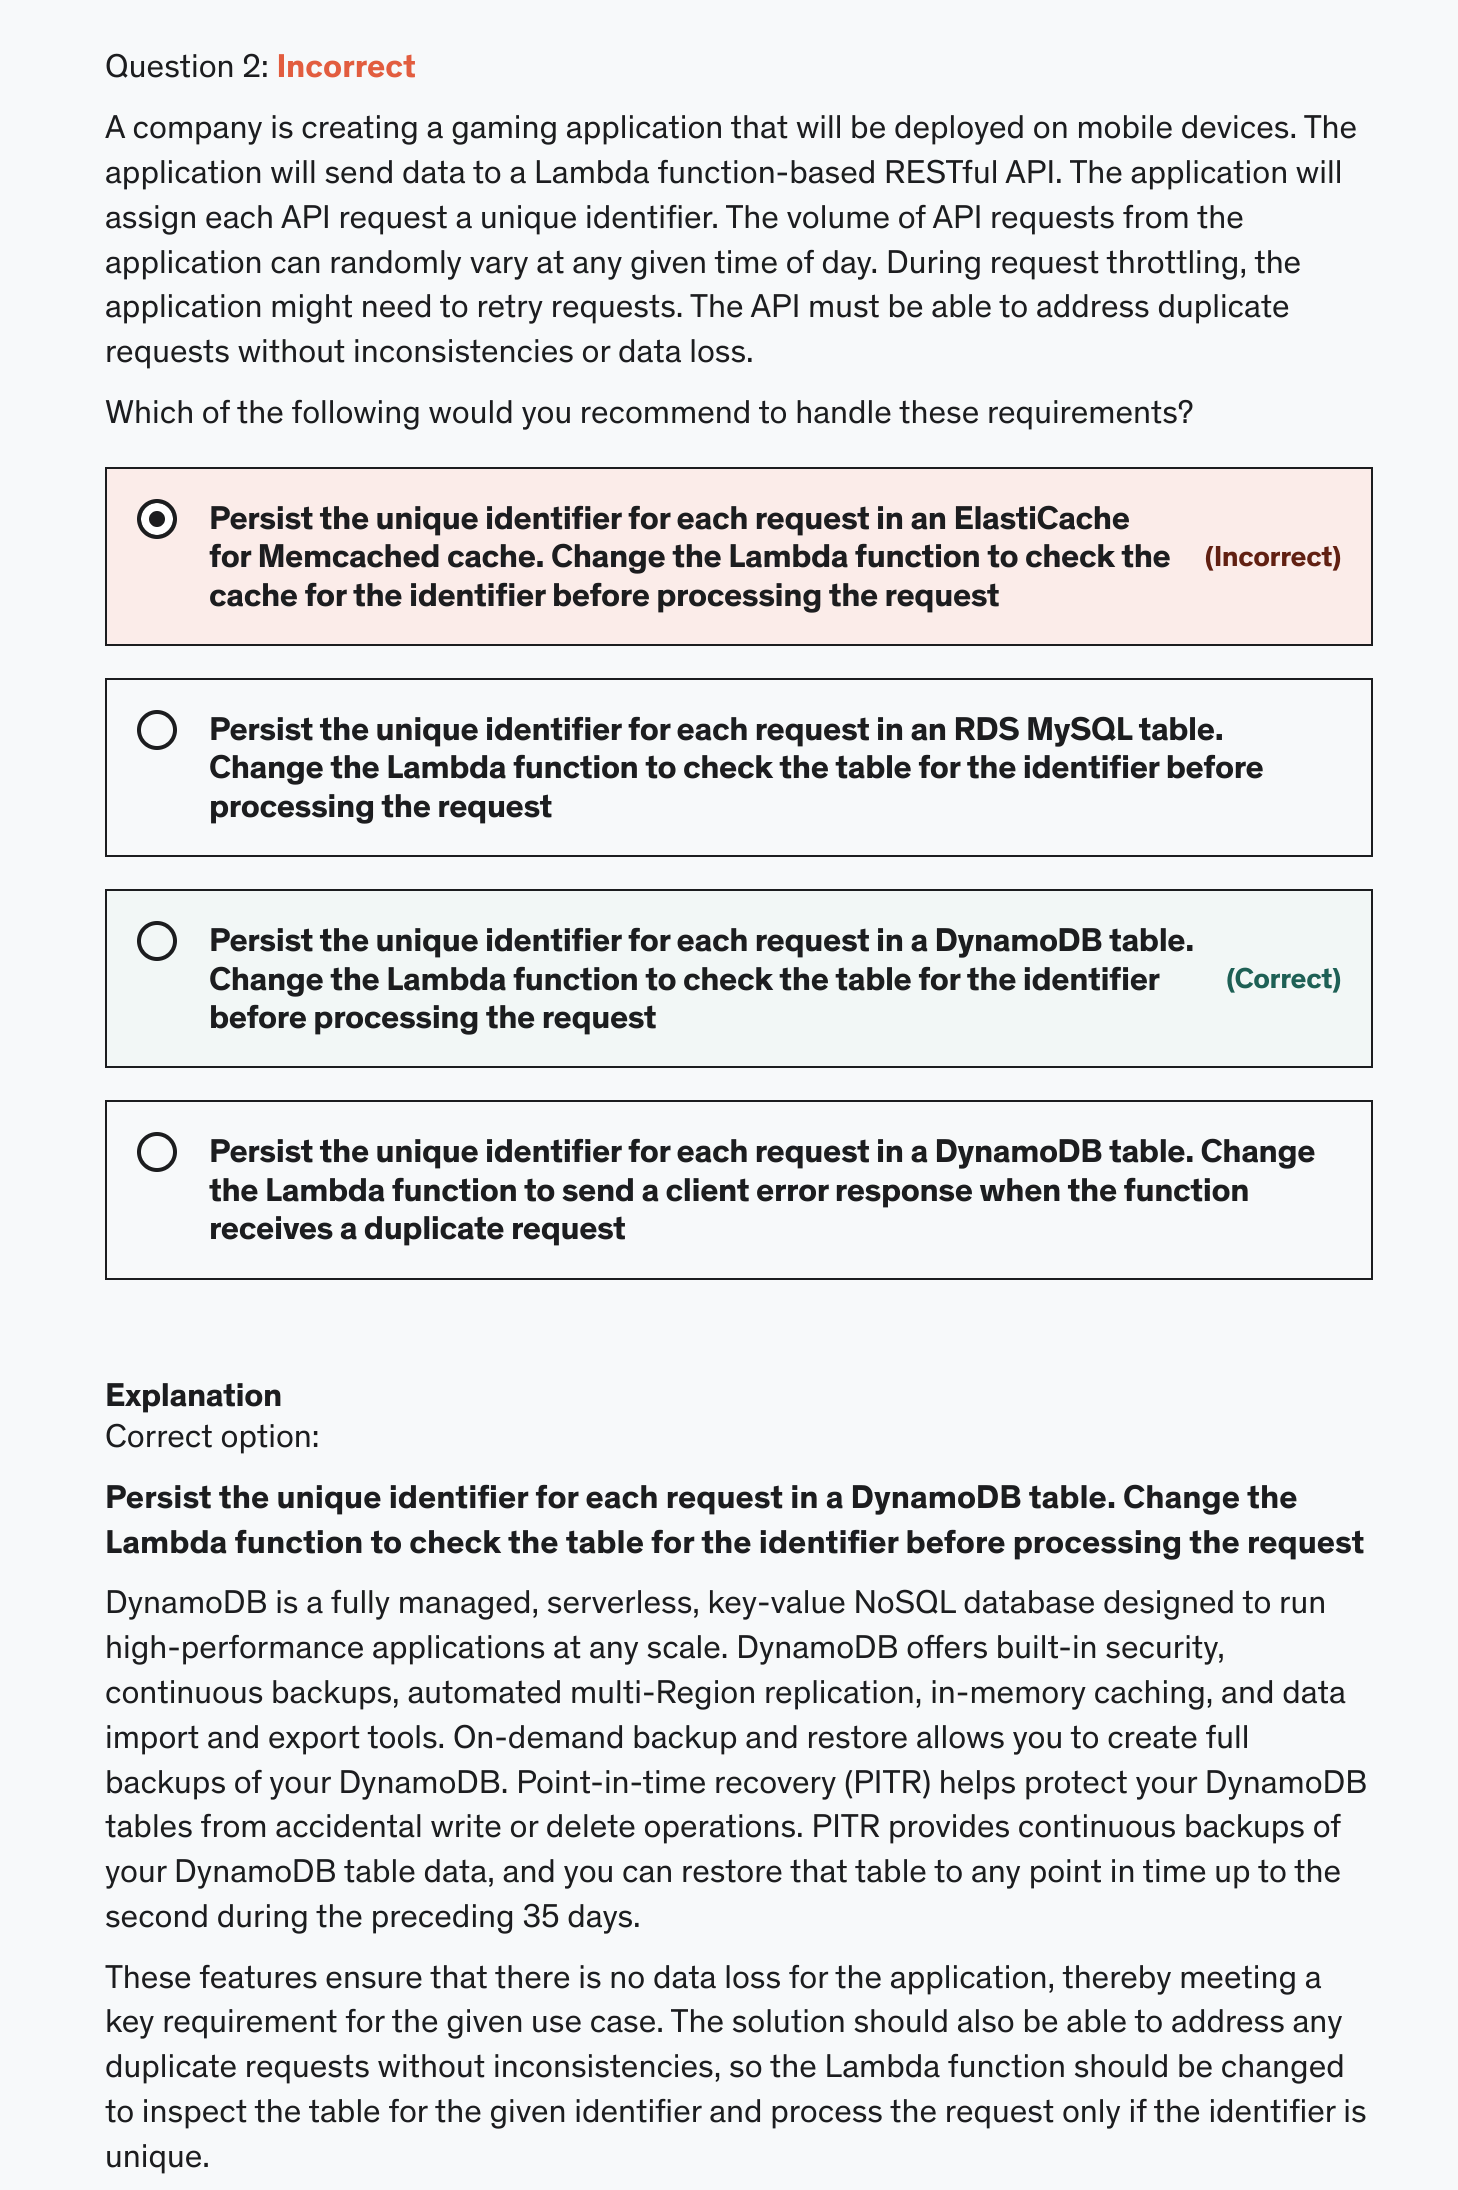 Question 2: Incorrect
A company is creating a gaming application that will be deployed on mobile devices. The
application will send data to a Lambda function-based RESTful API. The application will
assign each API request a unique identifier. The volume of API requests from the
application can randomly vary at any given time of day. During request throttling, the
application might need to retry requests. The API must be able to address duplicate
requests without inconsistencies or data loss.
Which of the following would you recommend to handle these requirements?
Persist the unique identifier for each request in an ElastiCache
for Memcached cache. Change the Lambda function to check the
cache for the identifier before processing the request
(Incorrect)
Persist the unique identifier for each request in an RDS MySQL table.
Change the Lambda function to check the table for the identifier before
processing the request
Persist the unique identifier for each request in a DynamoDB table.
Change the Lambda function to check the table for the identifier
before processing the request
(Correct)
Persist the unique identifier for each request in a DynamoDB table. Change
the Lambda function to send a client error response when the function
receives a duplicate request
Explanation
Correct option:
Persist the unique identifier for each request in a DynamoDB table. Change the
Lambda function to check the table for the identifier before processing the request
DynamoDB is a fully managed, serverless, key-value NoSQL database designed to run
high-performance applications at any scale. DynamoDB offers built-in security,
continuous backups, automated multi-Region replication, in-memory caching, and data
import and export tools. On-demand backup and restore allows you to create full
backups of your DynamoDB. Point-in-time recovery (PITR) helps protect your DynamoDB
tables from accidental write or delete operations. PITR provides continuous backups of
your DynamoDB table data, and you can restore that table to any point in time up to the
second during the preceding 35 days.
These features ensure that there is no data loss for the application, thereby meeting a
key requirement for the given use case. The solution should also be able to address any
duplicate requests without inconsistencies, so the Lambda function should be changed
to inspect the table for the given identifier and process the request only if the identifier is
unique.